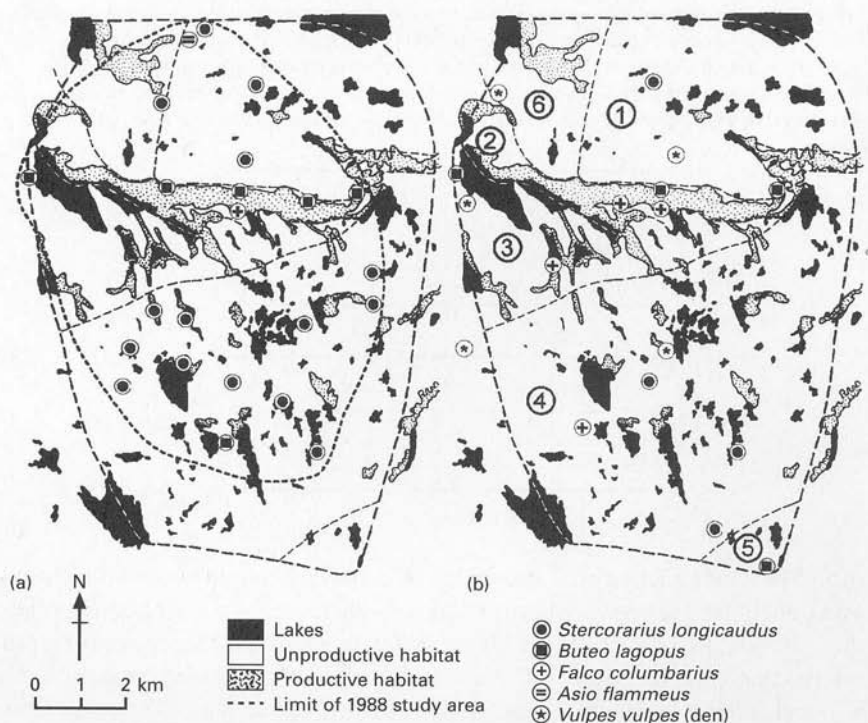 6
1
2
3
4
5
(a)
(b)
N
0 1 2 km
Lakes
Unproductive habitat
Productive habitat
Limit of 1988 study area
Stercorarius longicaudus
Buteo lagopus
Falco columbarius
Asio flammeus
Vulpes vulpes (den)